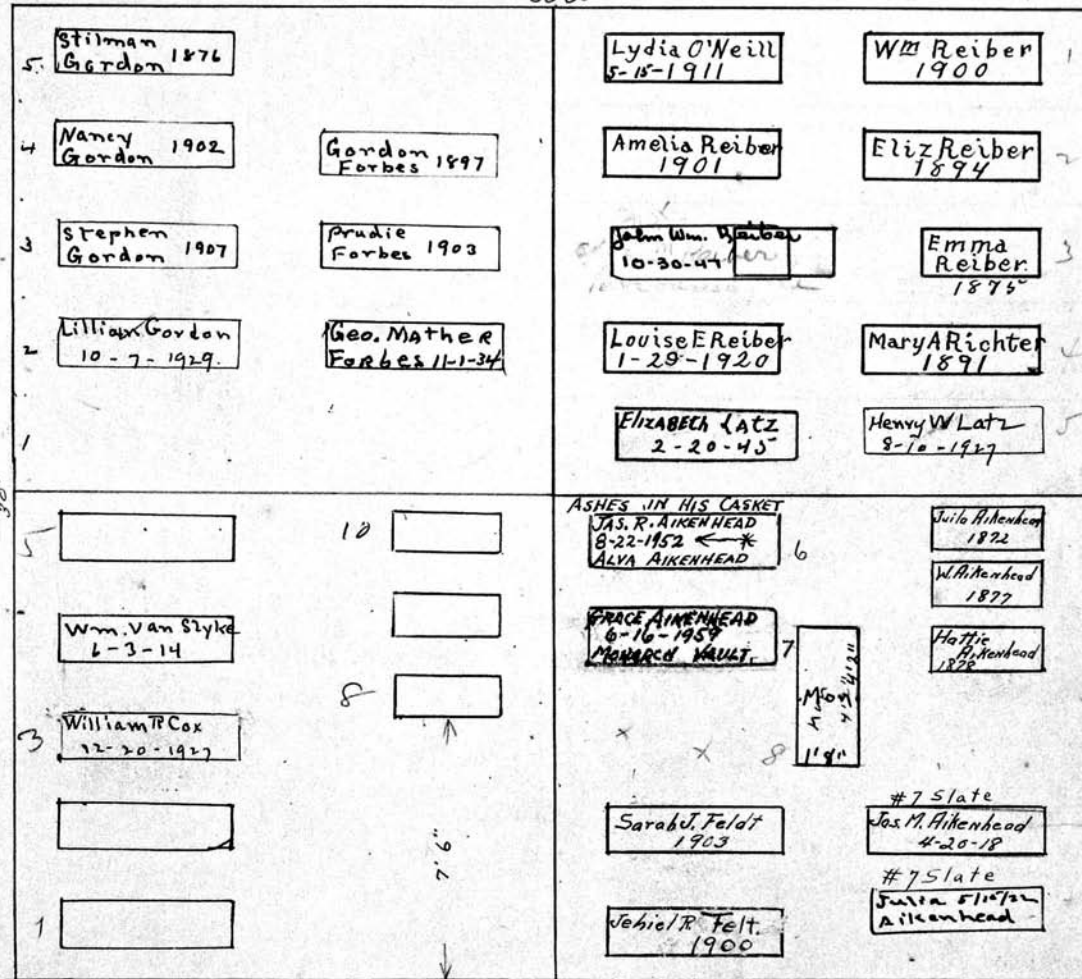 Stilman
Gordon 1876
5.
Nancy
Gordon 1902
4
Gordon
Forbes 1897
Stephen
Gordon 1907
3
Prudie
Forbes 1903
Lillian Gordon
10-7-1929.
2
Geo. Mather
Forbes 11-1-34
1
Lydia O'Neill
5-15-1911
Wm Reiber
1900
1
Amelia Reiber
1901
Eliz Reiber
1894
2
John Wm. Reiber
10-30-47
Emma
Reiber.
1875
3
Louise E Reiber
1-29-1920
Mary A Richter
1891
4
Elizabeth Latz
2-20-45
Henry W Latz
8-10-1927
5
5
10
Wm. Van Slyke
6-3-14
8
William R Cox
12-20-1927
3
1
ASHES IN HIS CASKET
JAS. R. AIKENHEAD
8-22-1952
ALVA AIKENHEAD
6
Aikenhead
1872
W. Aikenhead
1877
GRACE AIKENHEAD
6-16-1959
MONARCH VAULT.
7
Hattie
Aikenhead
1878
8
Sarah J. Feldt
1903
#7 Slate
Jas. M. Aikenhead
4-20-18
#7 Slate
Julia
Aikenhead
Jehiel R Felt.
1900